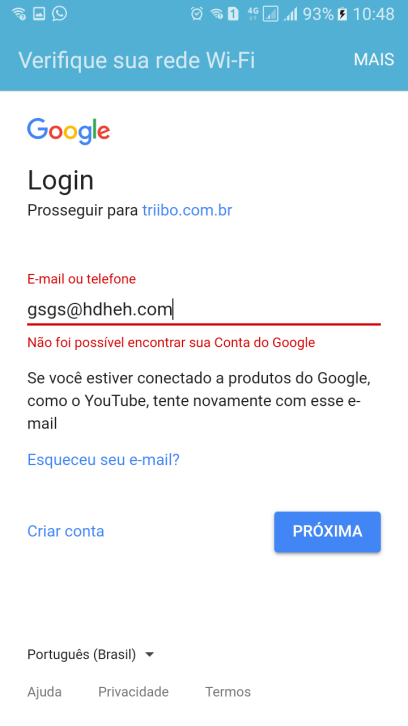 1 4G 93% 10:48
Verifique sua rede Wi-Fi MAIS
Google
Login
Prosseguir para triibo.com.br
E-mail ou telefone
gsgs@hdheh.com
Não foi possível encontrar sua Conta do Google
Se você estiver conectado a produtos do Google,
como o YouTube, tente novamente com esse e-
mail
Esqueceu seu e-mail?
Criar conta PRÓXIMA
Português (Brasil)
Ajuda Privacidade Termos